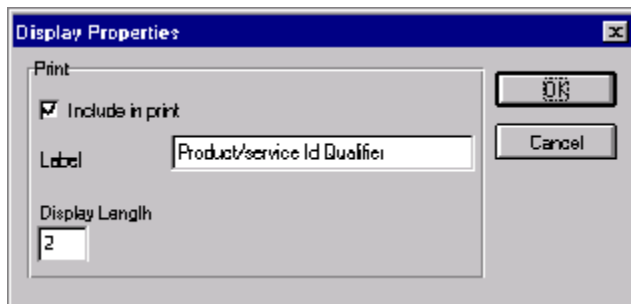 Display Properties
Print
Include in print
OK
Label
Product/service Id Qualifier
Cancel
Display Length
2